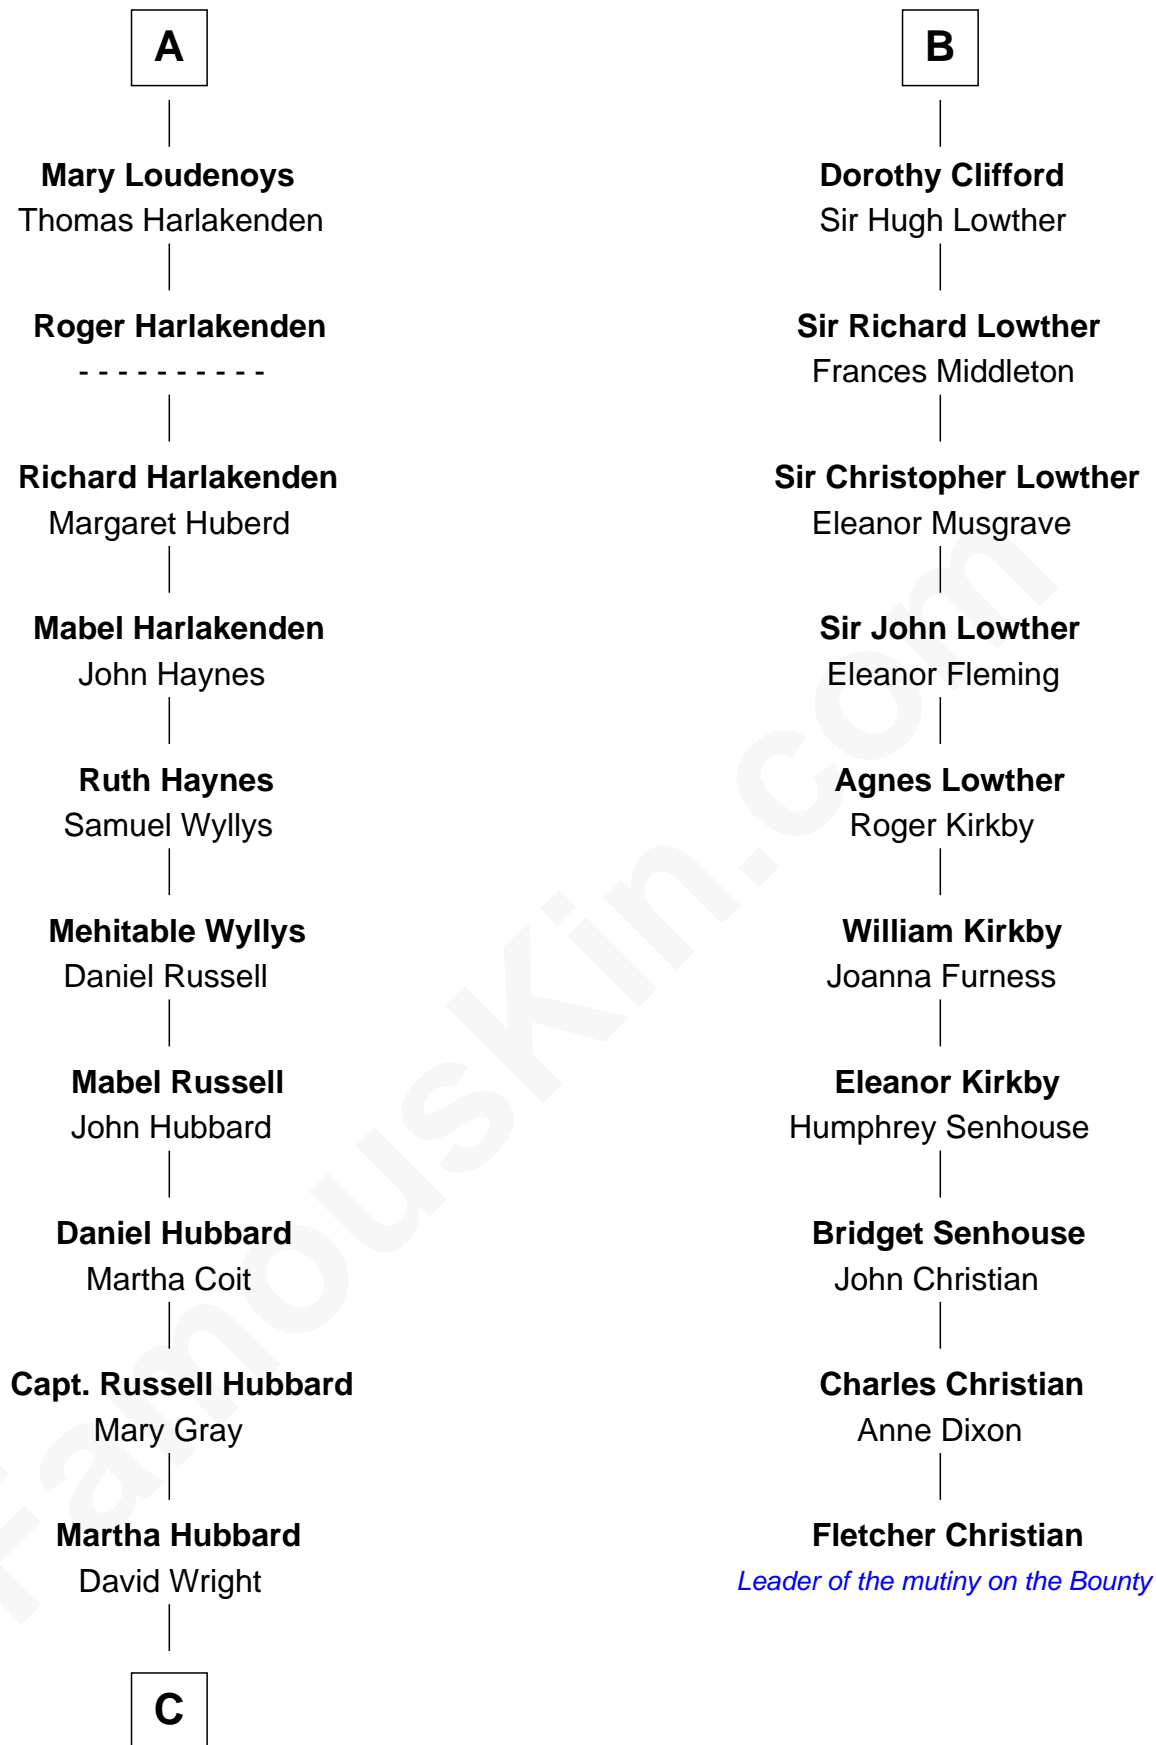 A
Mary Loudenoys
Thomas Harlakenden
Roger Harlakenden
- - - - - - - - - -
Richard Harlakenden
Margaret Huberd
Mabel Harlakenden
John Haynes
Ruth Haynes
Samuel Wyllys
Mehitable Wyllys
Daniel Russell
Mabel Russell
John Hubbard
Daniel Hubbard
Martha Coit
Capt. Russell Hubbard
Mary Gray
Martha Hubbard
David Wright
C
B
Dorothy Clifford
Sir Hugh Lowther
Sir Richard Lowther
Frances Middleton
Sir Christopher Lowther
Eleanor Musgrave
Sir John Lowther
Eleanor Fleming
Agnes Lowther
Roger Kirkby
William Kirkby
Joanna Furness
Eleanor Kirkby
Humphrey Senhouse
Bridget Senhouse
John Christian
Charles Christian
Anne Dixon
Fletcher Christian
Leader of the mutiny on the Bounty
FamousKin.com